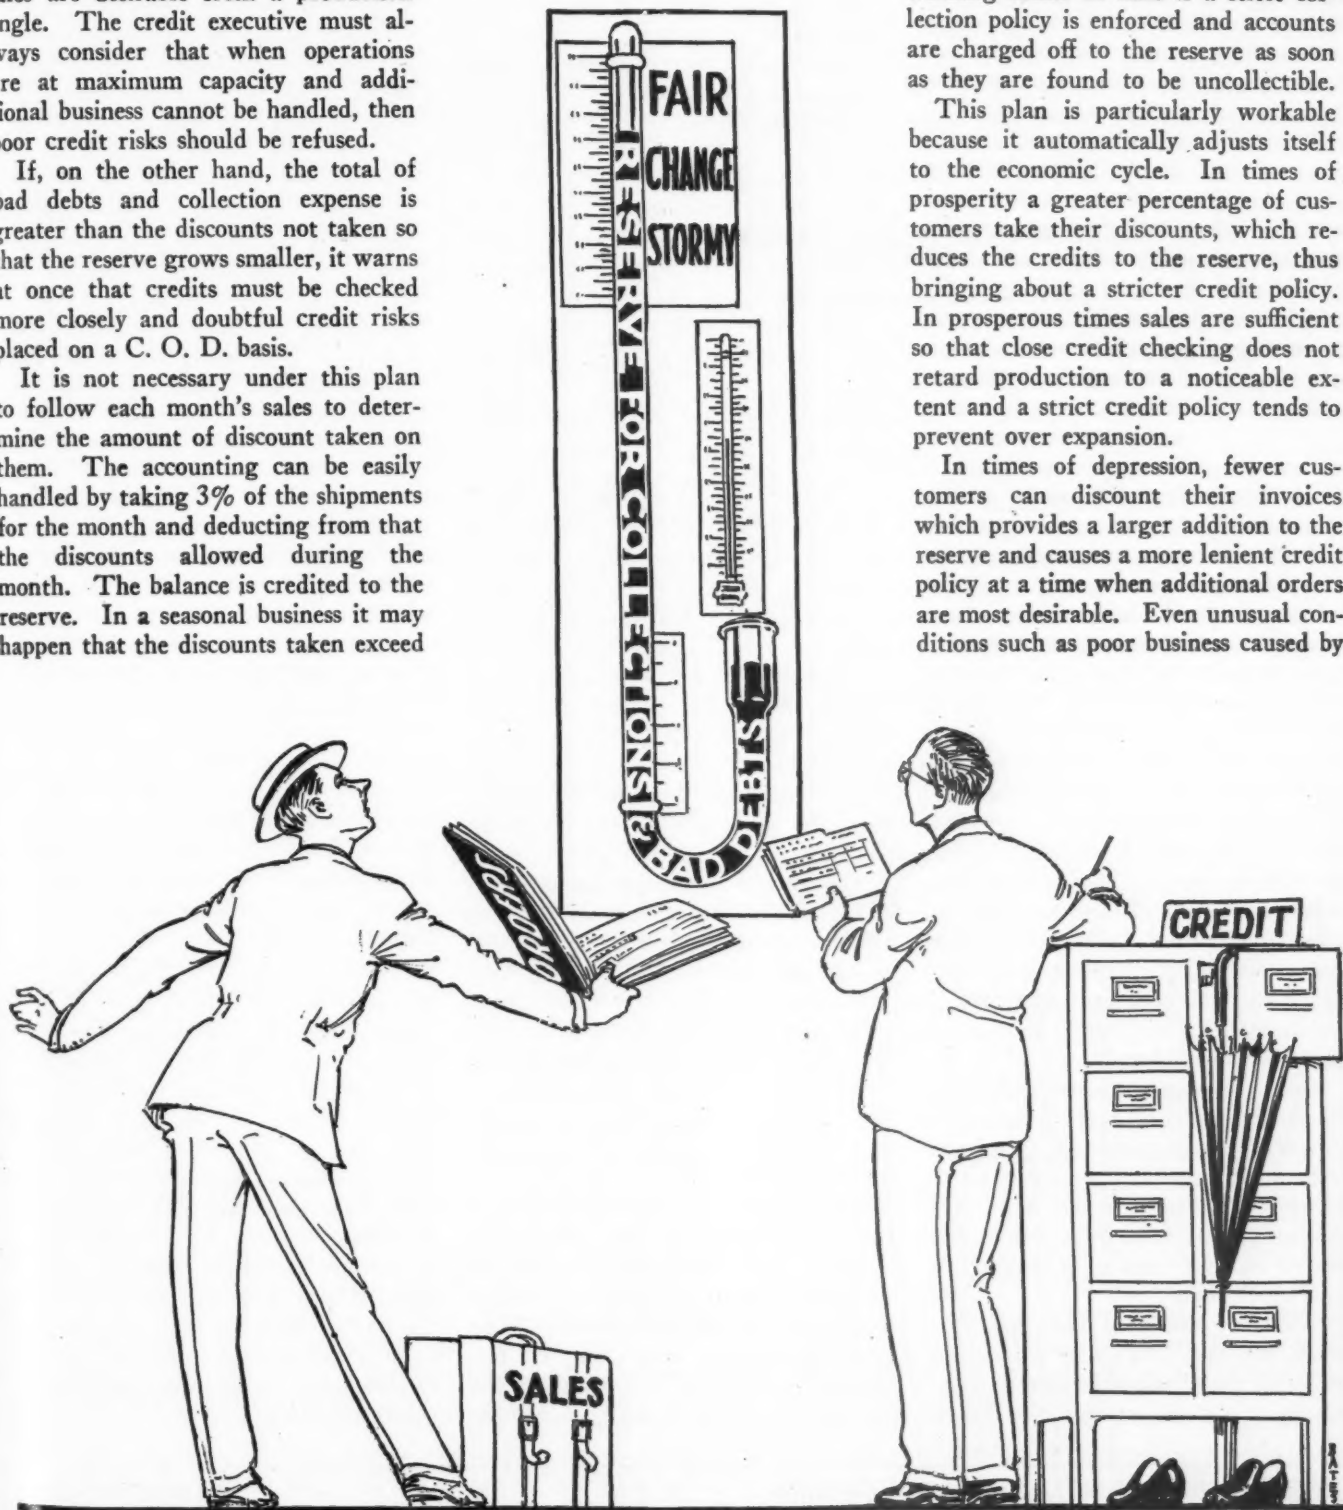 ngle. The credit executive must al-
ways consider that when operations
re at maximum capacity and addi-
ional business cannot be handled, then
oor credit risks should be refused.
If, on the other hand, the total of
bad debts and collection expense is
greater than the discounts not taken so
hat the reserve grows smaller, it warns
at once that credits must be checked
more closely and doubtful credit risks
placed on a C. O. D. basis.
It is not necessary under this plan
to follow each month's sales to deter-
mine the amount of discount taken on
them. The accounting can be easily
handled by taking 3% of the shipments
for the month and deducting from that
the discounts allowed during the
month. The balance is credited to the
reserve. In a seasonal business it may
happen that the discounts taken exceed
FAIR
CHANGE
STORMY
RESERVE FOR COLLECTIONS & BAD DEBTS
lection policy is enforced and accounts
are charged off to the reserve as soon
as they are found to be uncollectible.
This plan is particularly workable
because it automatically adjusts itself
to the economic cycle. In times of
prosperity a greater percentage of cus-
tomers take their discounts, which re-
duces the credits to the reserve, thus
bringing about a stricter credit policy.
In prosperous times sales are sufficient
so that close credit checking does not
retard production to a noticeable ex-
tent and a strict credit policy tends to
prevent over expansion.
In times of depression, fewer cus-
tomers can discount their invoices
which provides a larger addition to the
reserve and causes a more lenient credit
policy at a time when additional orders
are most desirable. Even unusual con-
ditions such as poor business caused by
ORDERS
CREDIT
SALES